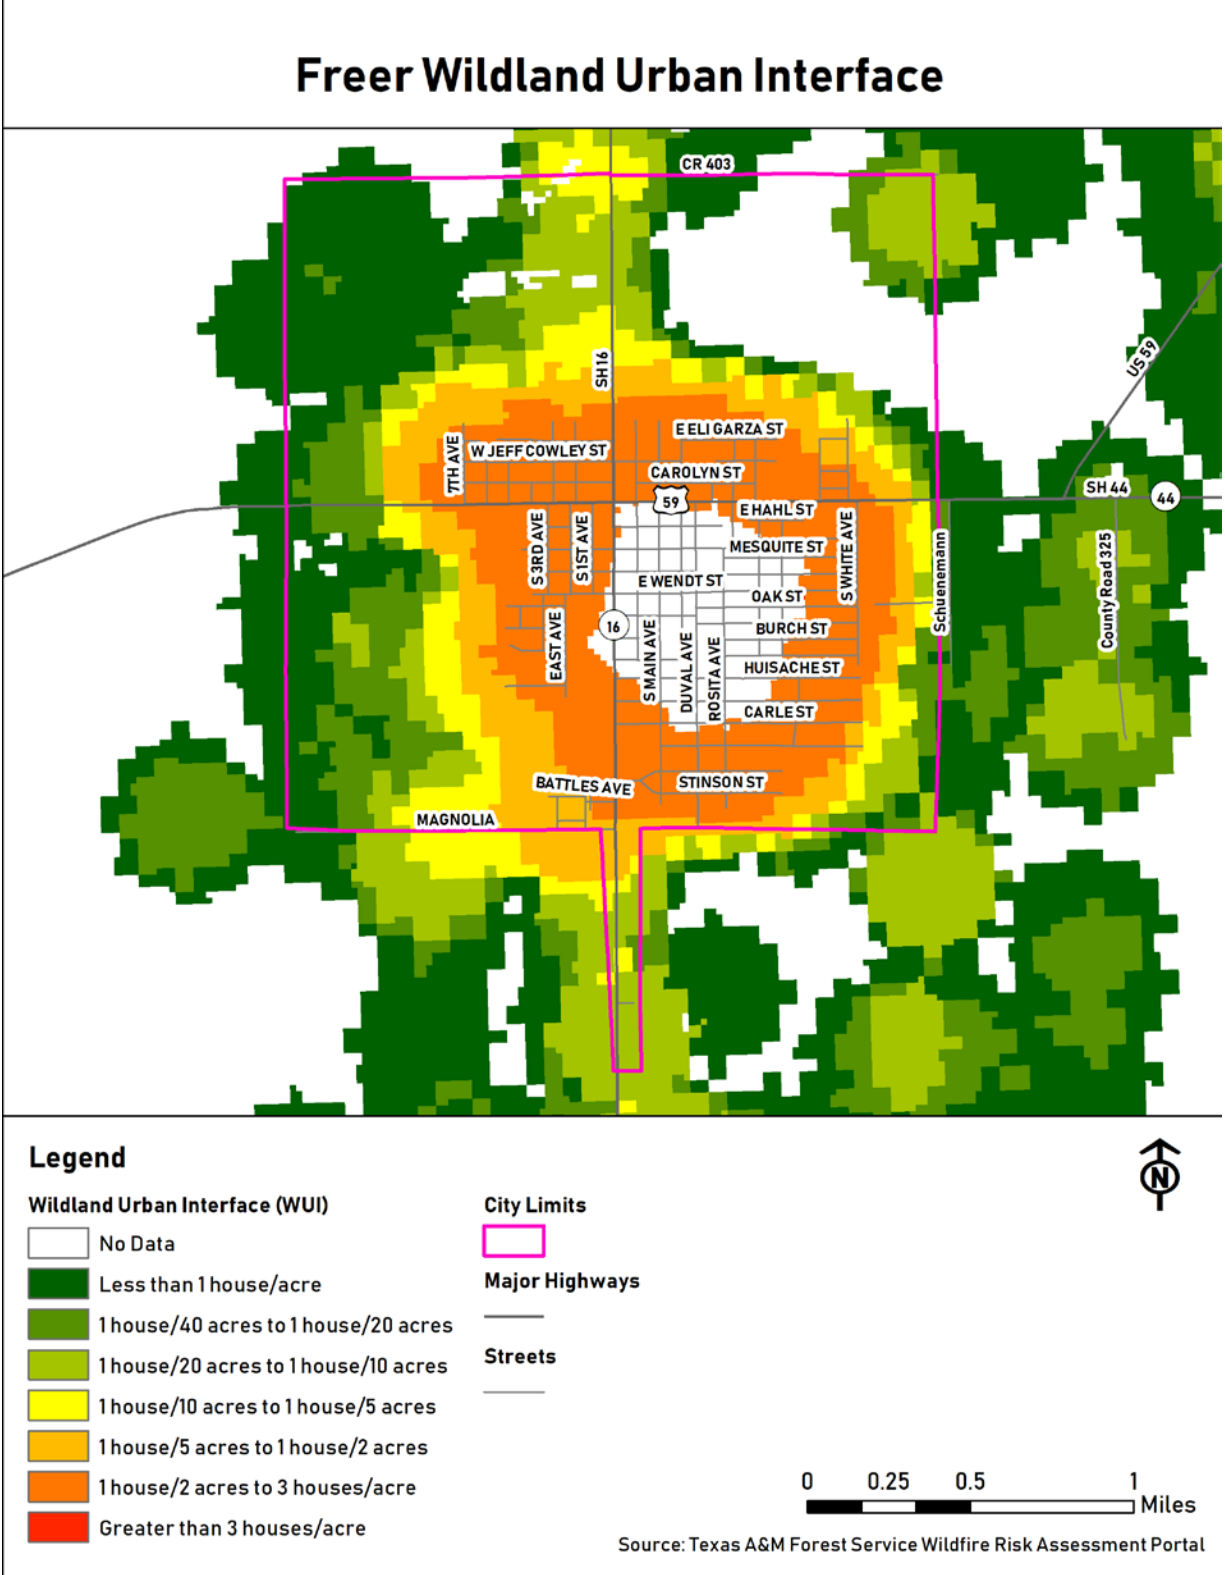 Freer Wildland Urban Interface
CR 403
SH 16
US 59
E ELI GARZA ST
7TH AVE
W JEFF COWLEY ST
CAROLYN ST
SH 44
44
59
E HAHL ST
S 3RD AVE
S 1ST AVE
MESQUITE ST
S WHITE AVE
Schuenemann
County Road 325
E WENDT ST
OAK ST
16
BURCH ST
EAST AVE
S MAIN AVE
DUVAL AVE
ROSITA AVE
HUISACHE ST
CARLE ST
BATTLES AVE
STINSON ST
MAGNOLIA
Legend
Wildland Urban Interface (WUI)
No Data
Less than 1 house/acre
1 house/40 acres to 1 house/20 acres
1 house/20 acres to 1 house/10 acres
1 house/10 acres to 1 house/5 acres
1 house/5 acres to 1 house/2 acres
1 house/2 acres to 3 houses/acre
Greater than 3 houses/acre
City Limits
Major Highways
Streets
N
0 0.25 0.5 1
Miles
Source: Texas A&M Forest Service Wildfire Risk Assessment Portal